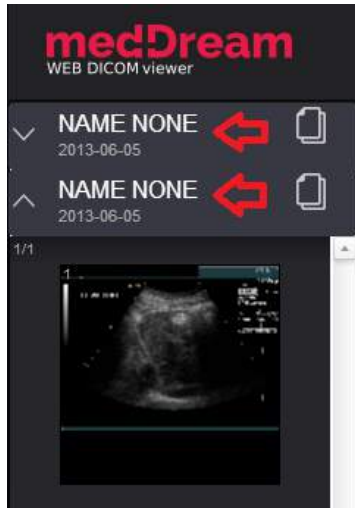 medDream
WEB DICOM viewer
NAME NONE
2013-06-05
NAME NONE
2013-06-05
1/1
1